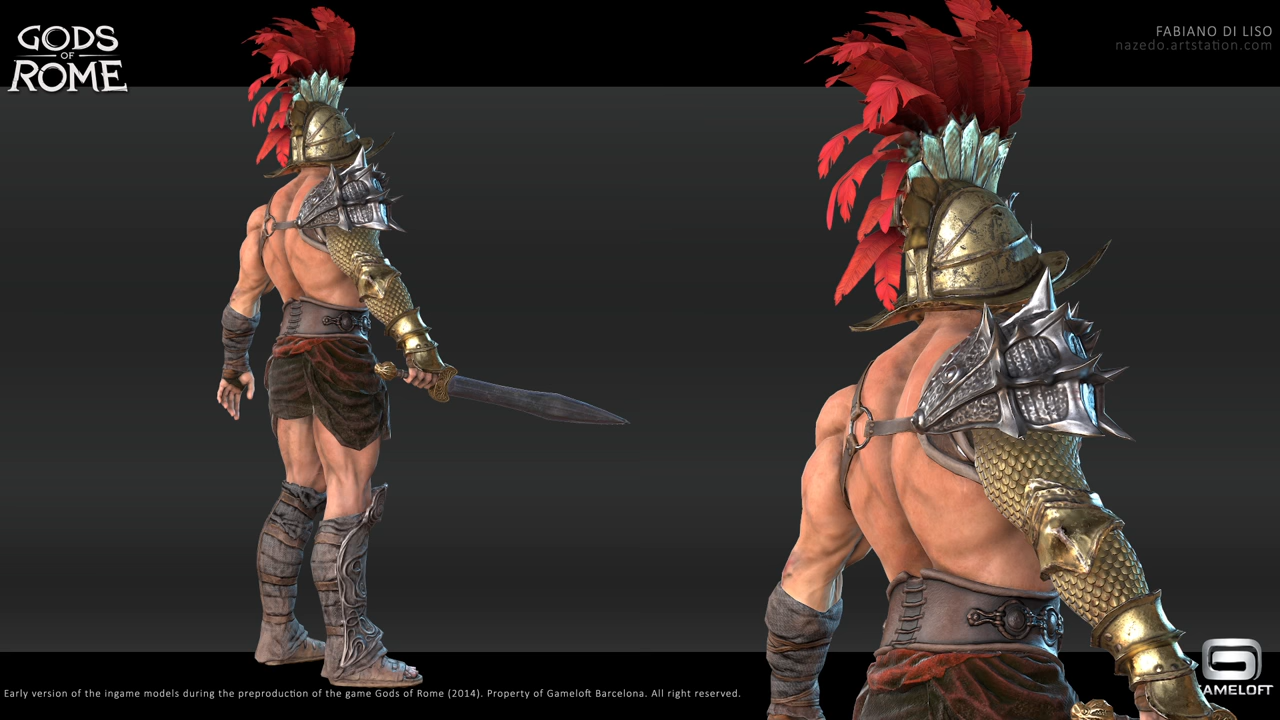 GODS
OF
ROME
FABIANO DI LISO
nazedo.artstation.com
Early version of the ingame models during the preproduction of the game Gods of Rome (2014). Property of Gameloft Barcelona. All right reserved.
GAMELOFT